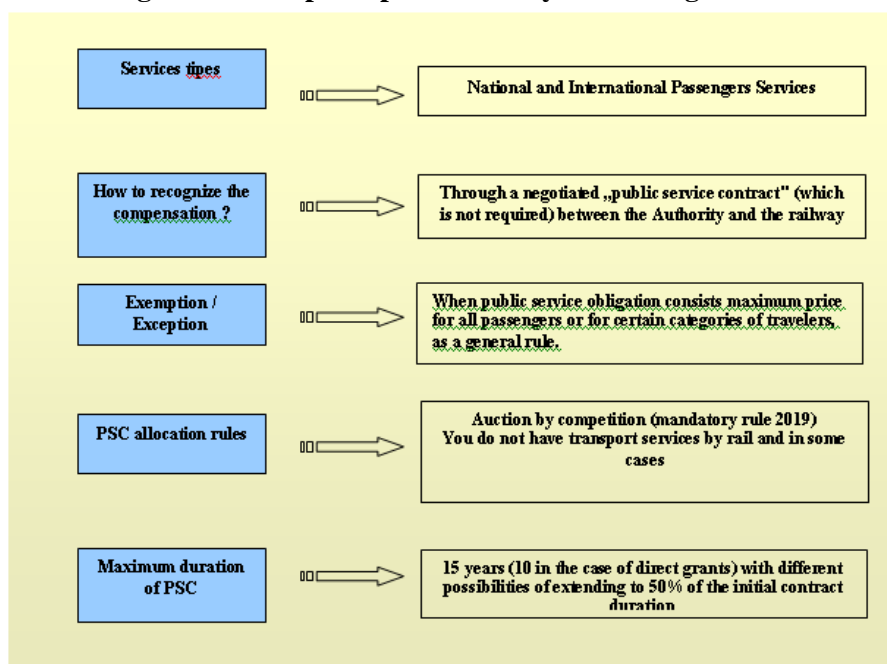 Services tipes
National and International Passengers Services
How to recognize the
compensation ?
Through a negotiated „public service contract" (which
is not required) between the Authority and the railway
Exemption /
Exception
When public service obligation consists maximum price
for all passengers or for certain categories of travelers,
as a general rule.
PSC allocation rules
Auction by competition (mandatory rule 2019)
You do not have transport services by rail and in some
cases
Maximum duration
of PSC
15 years (10 in the case of direct grants) with different
possibilities of extending to 50% of the initial contract
duration